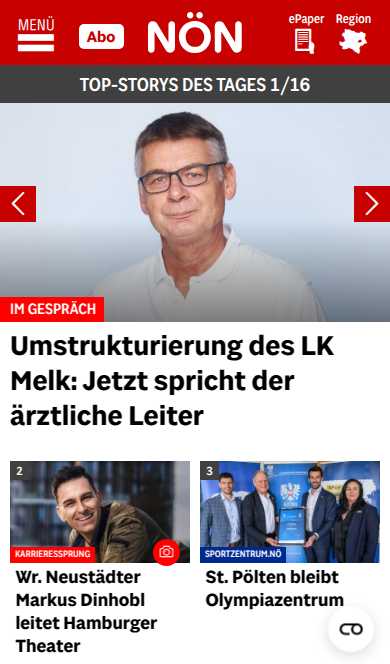 MENÜ
Abo
NÖN
ePaper
Region
TOP-STORYS DES TAGES 1/16
IM GESPRÄCH
Umstrukturierung des LK
Melk: Jetzt spricht der
ärztliche Leiter
2
KARRIERESSPRUNG
Wr. Neustädter
Markus Dinhobl
leitet Hamburger
Theater
3
SPORTZENTRUM.NÖ
St. Pölten bleibt
Olympiazentrum